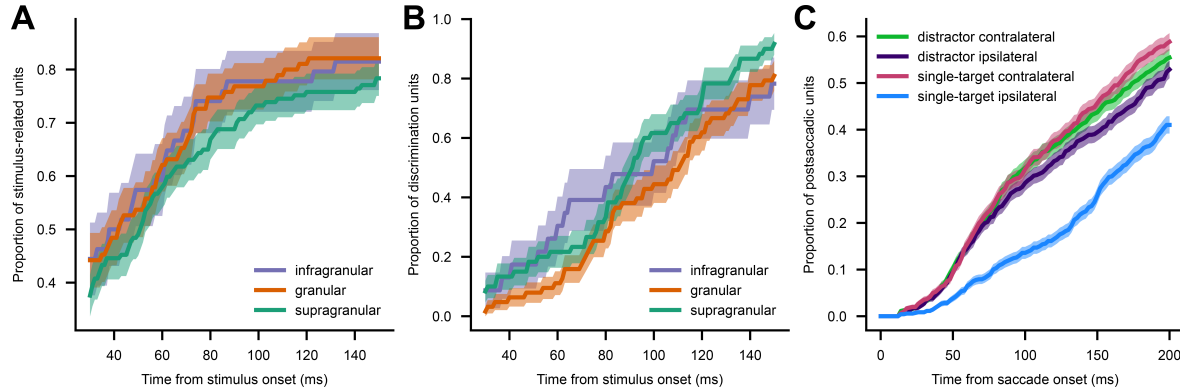 A
Proportion of stimulus-related units
0.8
0.7
0.6
0.5
0.4
infragranular
granular
supragranular
40 60 80 100 120 140
Time from stimulus onset (ms)
B
Proportion of discrimination units
1.0
0.8
0.6
0.4
0.2
0.0
infragranular
granular
supragranular
40 60 80 100 120 140
Time from stimulus onset (ms)
C
Proportion of postsaccadic units
0.6
0.5
0.4
0.3
0.2
0.1
0.0
distractor contralateral
distractor ipsilateral
single-target contralateral
single-target ipsilateral
0 50 100 150 200
Time from saccade onset (ms)